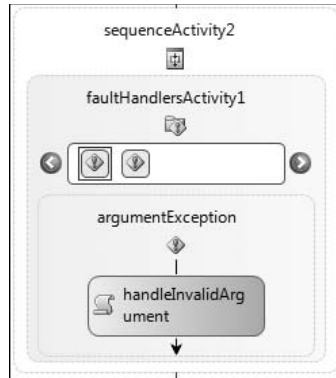 sequenceActivity2
faultHandlersActivity1
argumentException
handleInvalidArg
ument